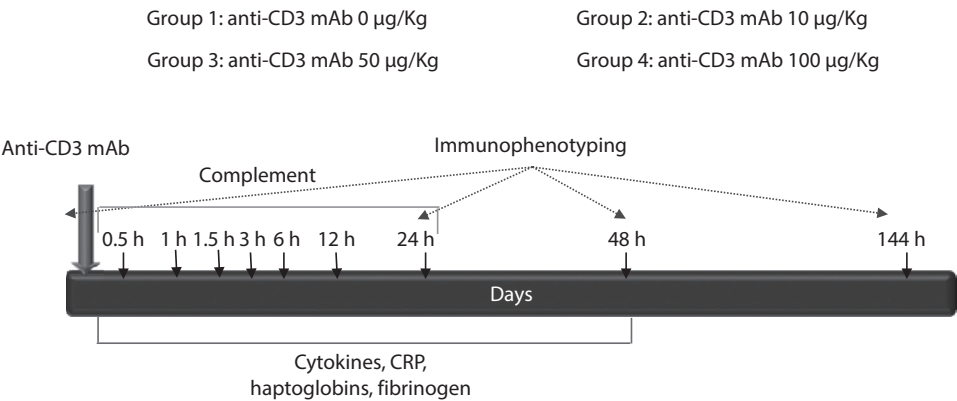 Group 1: anti-CD3 mAb 0 µg/Kg
Group 2: anti-CD3 mAb 10 µg/Kg
Group 3: anti-CD3 mAb 50 µg/Kg
Group 4: anti-CD3 mAb 100 µg/Kg
Anti-CD3 mAb
Immunophenotyping
Complement
0.5 h 1 h 1.5 h 3 h 6 h 12 h 24 h 48 h 144 h
Days
Cytokines, CRP,
haptoglobins, fibrinogen